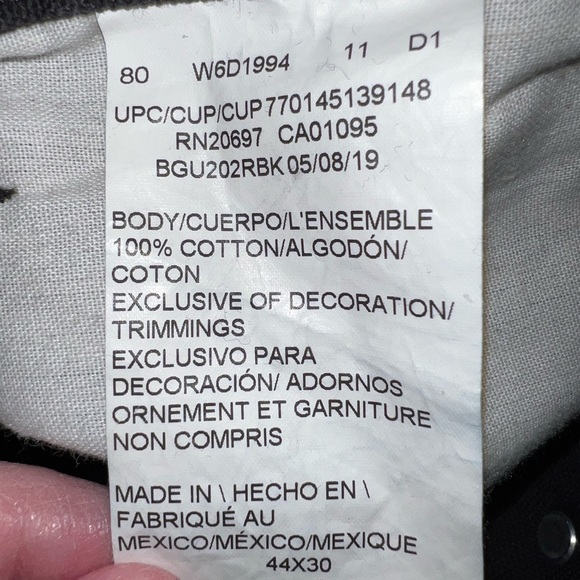 80 W6D1994 11 D1
UPC/CUP/CUP770145139148
RN20697 CA01095
BGU202RBK 05/08/19
BODY/CUERPO/L'ENSEMBLE
100% COTTON/ALGODÓN/
COTON
EXCLUSIVE OF DECORATION/
TRIMMINGS
EXCLUSIVO PARA
DECORACIÓN/ ADORNOS
ORNEMENT ET GARNITURE
NON COMPRIS
MADE IN \ HECHO EN \
FABRIQUÉ AU
MEXICO/MÉXICO/MEXIQUE
44X30